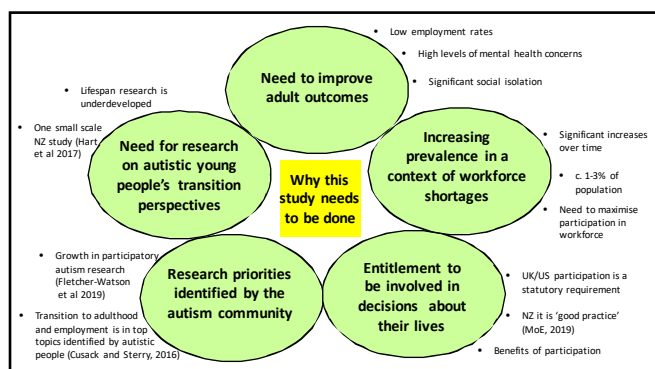 Need to improve
adult outcomes
• Low employment rates
• High levels of mental health concerns
• Significant social isolation
Increasing
prevalence in a
context of workforce
shortages
• Significant increases
over time
• c. 1-3% of
population
• Need to maximise
participation in
workforce
Entitlement to
be involved in
decisions about
their lives
• UK/US participation is a
statutory requirement
• NZ it is ‘good practice’
(MoE, 2019)
• Benefits of participation
Research priorities
identified by the
autism community
• Growth in participatory
autism research
(Fletcher-Watson
et al 2019)
• Transition to adulthood
and employment is in top
topics identified by autistic
people (Cusack and Sterry, 2016)
Need for research
on autistic young
people’s transition
perspectives
• Lifespan research is
underdeveloped
• One small scale
NZ study (Hart
et al 2017)
Why this
study needs
to be done